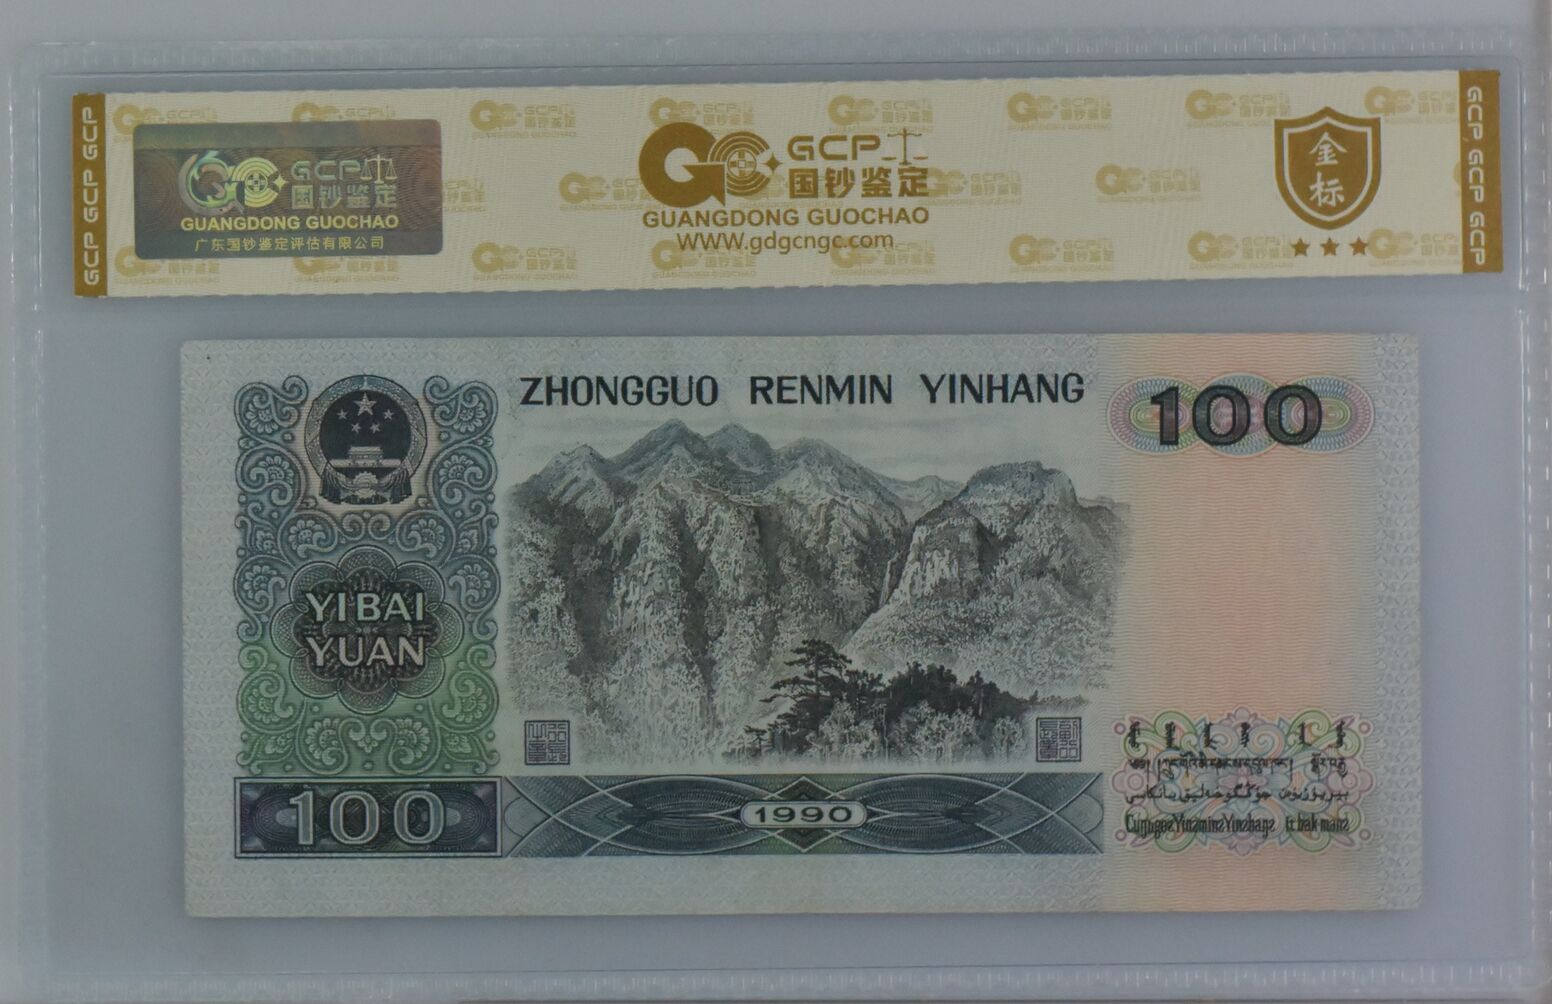 GCP GCP GCP
GCP
国钞鉴定
GUANGDONG GUOCHAO
广东国钞鉴定评估有限公司
GCP
国钞鉴定
GUANGDONG GUOCHAO
WWW.gdgcngc.com
金标
GCP GCP GCP
ZHONGGUO RENMIN YINHANG
100
YI BAI
YUAN
100
1990